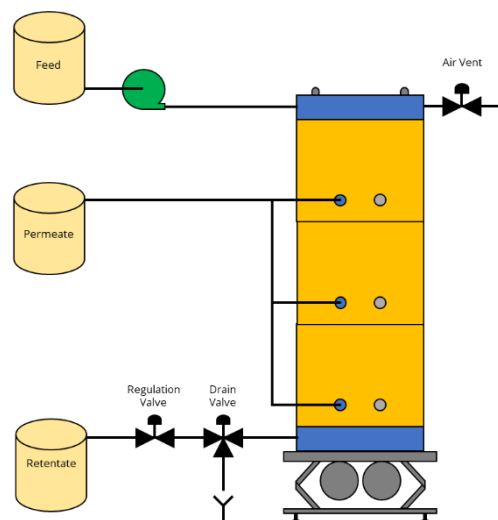 Feed
Air Vent
Permeate
Regulation
Valve
Drain
Valve
Retentate